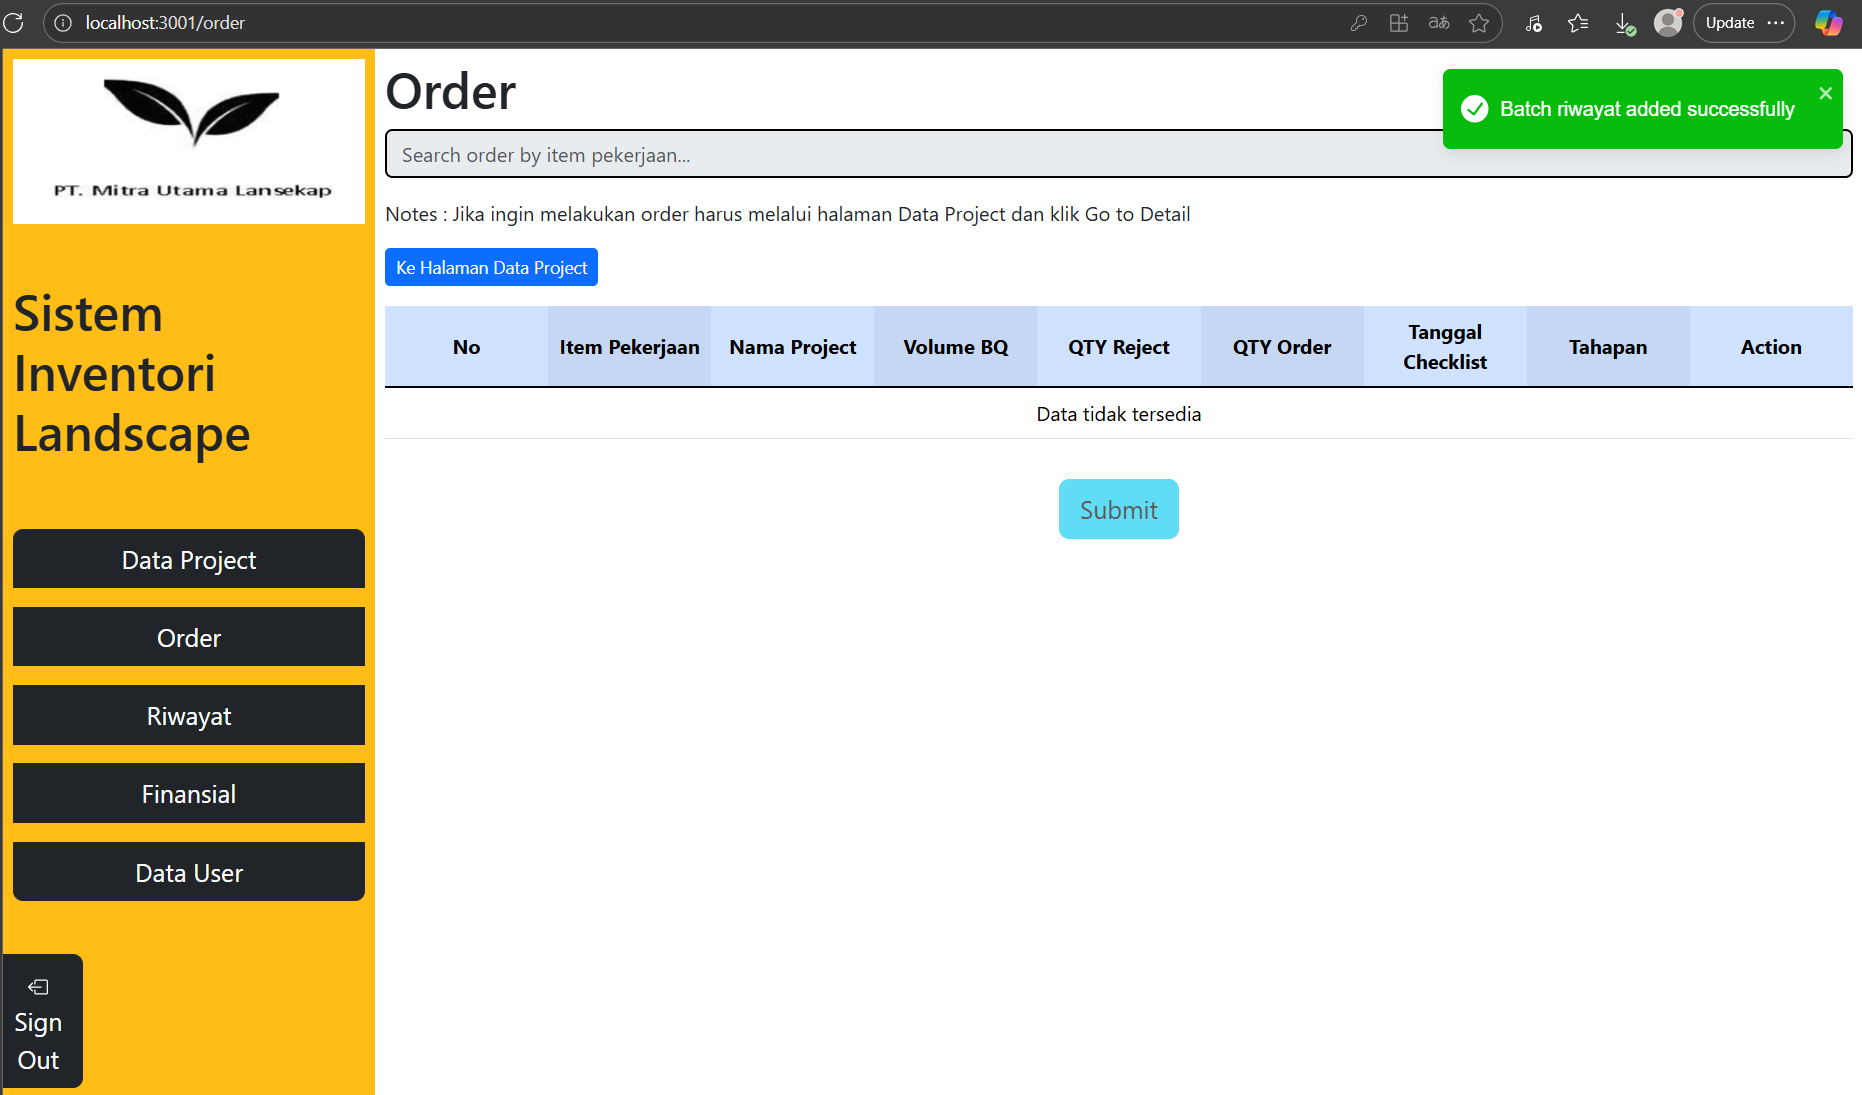 localhost:3001/order
Update
PT. Mitra Utama Lansekap
Sistem
Inventori
Landscape
Data Project
Order
Riwayat
Finansial
Data User
Sign
Out
Order
Batch riwayat added successfully
Search order by item pekerjaan...
Notes : Jika ingin melakukan order harus melalui halaman Data Project dan klik Go to Detail
Ke Halaman Data Project
No Item Pekerjaan Nama Project Volume BQ QTY Reject QTY Order Tanggal Checklist Tahapan Action
Data tidak tersedia
Submit